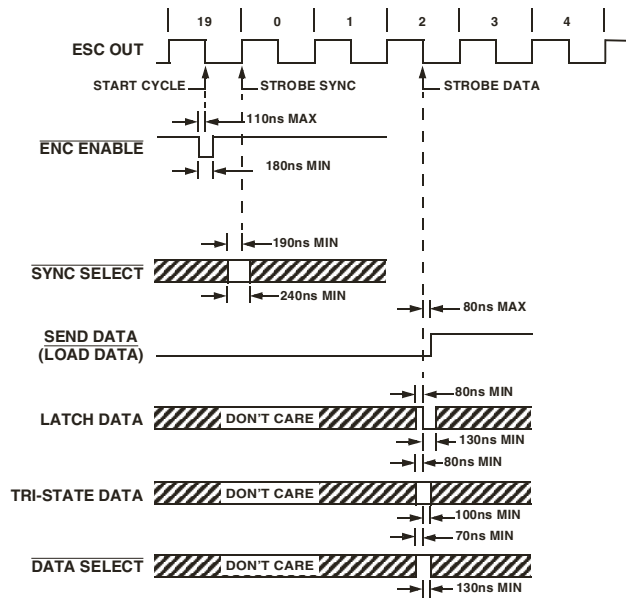 19 0 1 2 3 4
ESC OUT
START CYCLE STROBE SYNC STROBE DATA
110ns MAX
ENC ENABLE
180ns MIN
190ns MIN
SYNC SELECT
240ns MIN
80ns MAX
SEND DATA
(LOAD DATA)
80ns MIN
LATCH DATA DON'T CARE
130ns MIN
80ns MIN
TRI-STATE DATA DON'T CARE
100ns MIN
70ns MIN
DATA SELECT DON'T CARE
130ns MIN